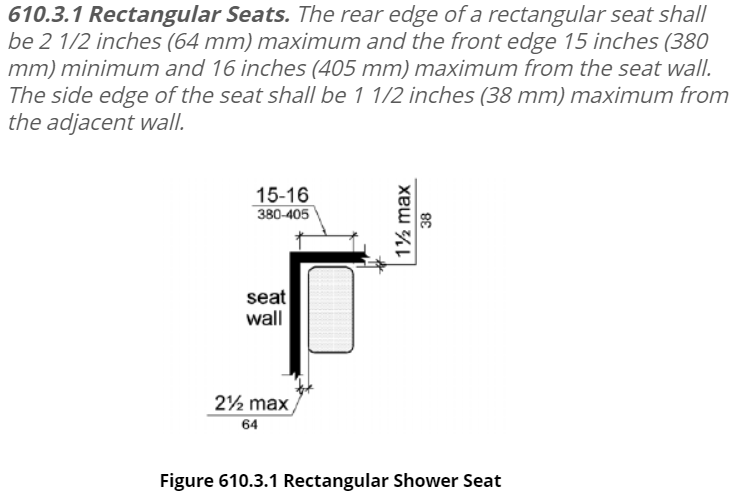 610.3.1 Rectangular Seats. The rear edge of a rectangular seat shall
be 2 1/2 inches (64 mm) maximum and the front edge 15 inches (380
mm) minimum and 16 inches (405 mm) maximum from the seat wall.
The side edge of the seat shall be 1 1/2 inches (38 mm) maximum from
the adjacent wall.
15-16
380-405
1½ max
38
seat
wall
2½ max
64
Figure 610.3.1 Rectangular Shower Seat